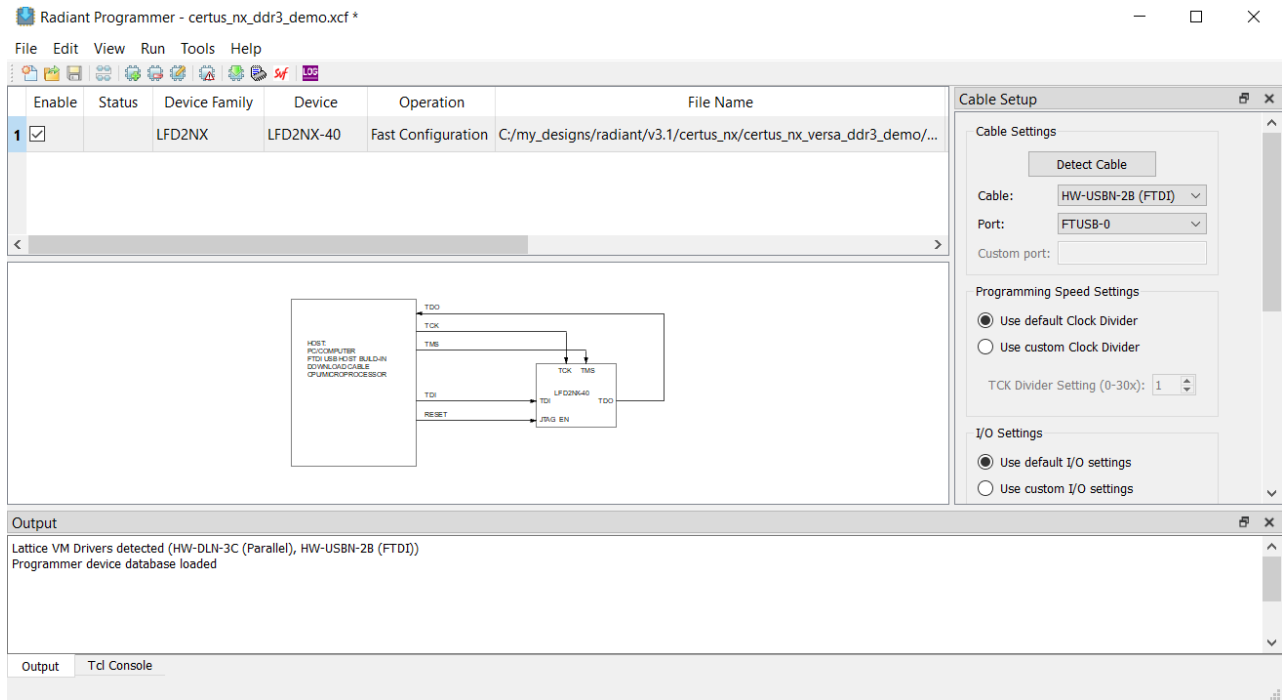 Radiant Programmer - certus_nx_ddr3_demo.xcf *
File Edit View Run Tools Help
Svf LOG
Enable Status Device Family Device Operation File Name
1 LFD2NX LFD2NX-40 Fast Configuration C:/my_designs/radiant/v3.1/certus_nx/certus_nx_versa_ddr3_demo/...
Cable Setup
Cable Settings
Detect Cable
Cable: HW-USBN-2B (FTDI)
Port: FTUSB-0
Custom port:
Programming Speed Settings
Use default Clock Divider
Use custom Clock Divider
TCK Divider Setting (0-30x): 1
I/O Settings
Use default I/O settings
Use custom I/O settings
TDO
TCK
TMS
HOST:
PC/COMPUTER
FTDI USB HOST BUILD-IN
DOWNLOAD CABLE
CPU/MICROPROCESSOR
TCK TMS
LFD2NX-40
TDI
TDI TDO
RESET
JTAG EN
Output
Lattice VM Drivers detected (HW-DLN-3C (Parallel), HW-USBN-2B (FTDI))
Programmer device database loaded
Output Tcl Console